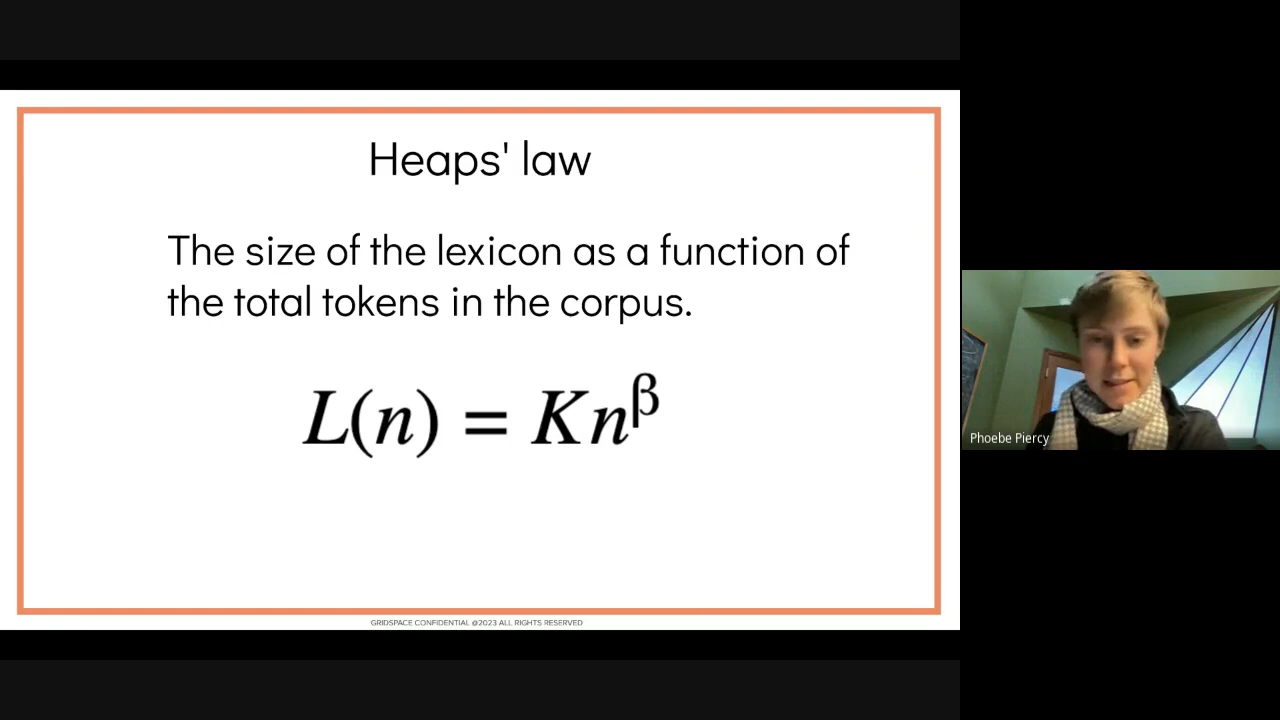 Heaps' law
The size of the lexicon as a function of
the total tokens in the corpus.
L(n) = Kn^β
GRIDSPACE CONFIDENTIAL @2023 ALL RIGHTS RESERVED
Phoebe Piercy